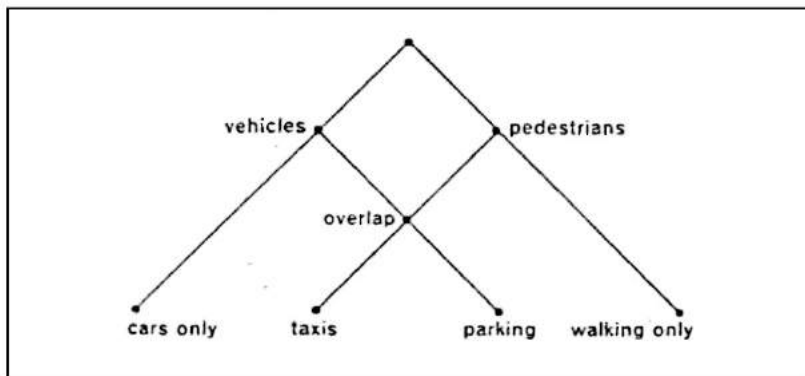 vehicles
pedestrians
overlap
cars only
taxis
parking
walking only